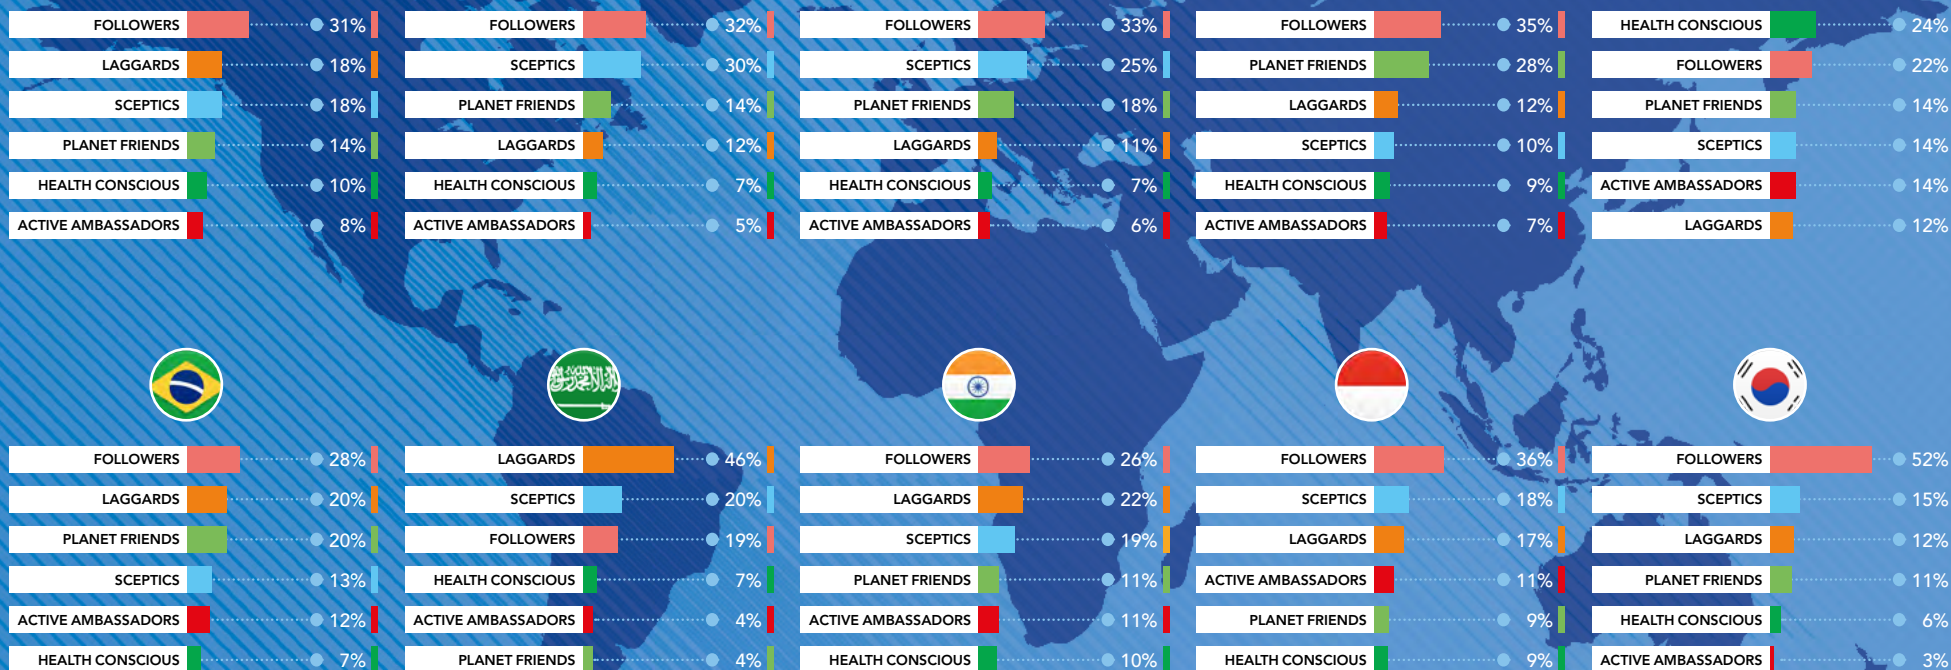 FOLLOWERS 31%
LAGGARDS 18%
SCEPTICS 18%
PLANET FRIENDS 14%
HEALTH CONSCIOUS 10%
ACTIVE AMBASSADORS 8%
FOLLOWERS 32%
SCEPTICS 30%
PLANET FRIENDS 14%
LAGGARDS 12%
HEALTH CONSCIOUS 7%
ACTIVE AMBASSADORS 5%
FOLLOWERS 33%
SCEPTICS 25%
PLANET FRIENDS 18%
LAGGARDS 11%
HEALTH CONSCIOUS 7%
ACTIVE AMBASSADORS 6%
FOLLOWERS 35%
PLANET FRIENDS 28%
LAGGARDS 12%
SCEPTICS 10%
HEALTH CONSCIOUS 9%
ACTIVE AMBASSADORS 7%
HEALTH CONSCIOUS 24%
FOLLOWERS 22%
PLANET FRIENDS 14%
SCEPTICS 14%
ACTIVE AMBASSADORS 14%
LAGGARDS 12%
FOLLOWERS 28%
LAGGARDS 20%
PLANET FRIENDS 20%
SCEPTICS 13%
ACTIVE AMBASSADORS 12%
HEALTH CONSCIOUS 7%
LAGGARDS 46%
SCEPTICS 20%
FOLLOWERS 19%
HEALTH CONSCIOUS 7%
ACTIVE AMBASSADORS 4%
PLANET FRIENDS 4%
FOLLOWERS 26%
LAGGARDS 22%
SCEPTICS 19%
PLANET FRIENDS 11%
ACTIVE AMBASSADORS 11%
HEALTH CONSCIOUS 10%
FOLLOWERS 36%
SCEPTICS 18%
LAGGARDS 17%
ACTIVE AMBASSADORS 11%
PLANET FRIENDS 9%
HEALTH CONSCIOUS 9%
FOLLOWERS 52%
SCEPTICS 15%
LAGGARDS 12%
PLANET FRIENDS 11%
HEALTH CONSCIOUS 6%
ACTIVE AMBASSADORS 3%